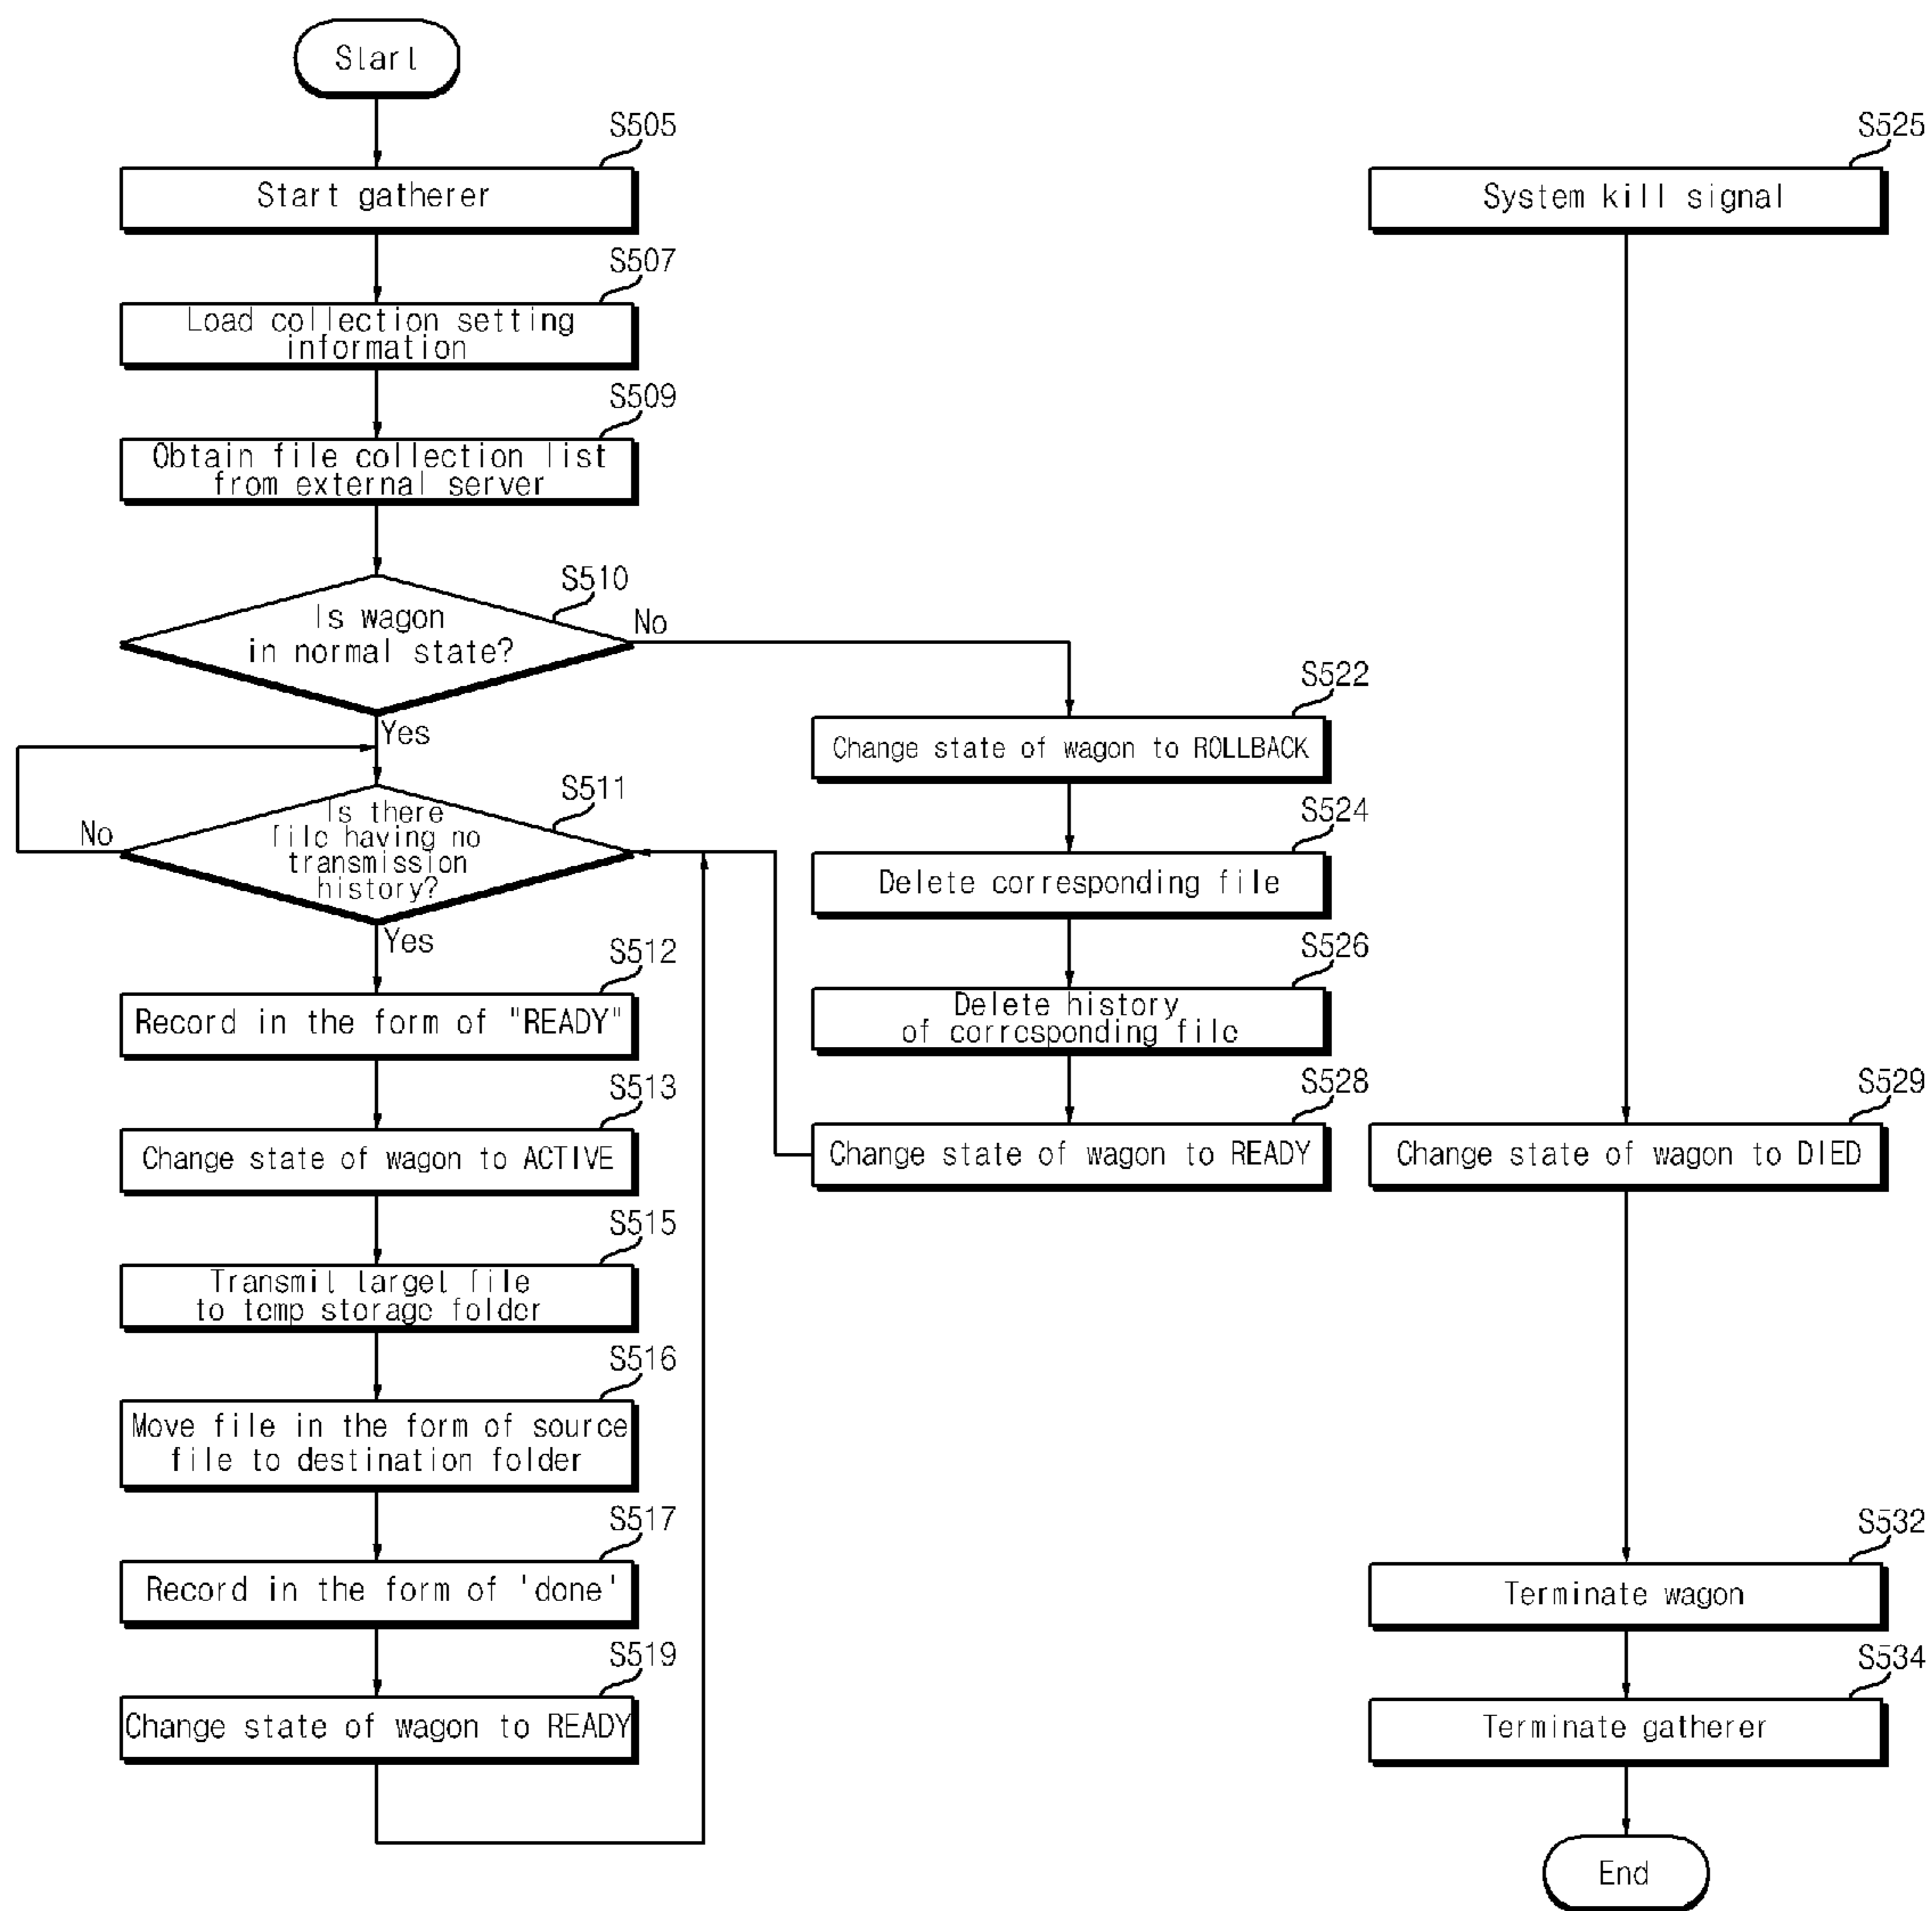 Start
S505
Start gatherer
S507
Load collection setting
information
S509
Obtain file collection list
from external server
S510
Is wagon
in normal state?
No
Yes
S511
Is there
file having no
transmission
history?
No
Yes
S512
Record in the form of "READY"
S513
Change state of wagon to ACTIVE
S515
Transmit target file
to temp storage folder
S516
Move file in the form of source
file to destination folder
S517
Record in the form of 'done'
S519
Change state of wagon to READY
S522
Change state of wagon to ROLLBACK
S524
Delete corresponding file
S526
Delete history
of corresponding file
S528
Change state of wagon to READY
S525
System kill signal
S529
Change state of wagon to DIED
S532
Terminate wagon
S534
Terminate gatherer
End